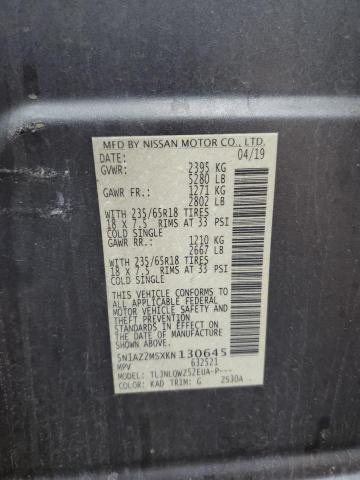 MFD BY NISSAN MOTOR CO., LTD.
DATE: 04/19
GVWR: 2395 KG
5280 LB
GAWR FR.: 1271 KG
2802 LB
WITH 235/65R18 TIRES
18 X 7.5 RIMS AT 33 PSI
COLD SINGLE
GAWR RR.: 1210 KG
2667 LB
WITH 235/65R18 TIRES
18 X 7.5 RIMS AT 33 PSI
COLD SINGLE
THIS VEHICLE CONFORMS TO ALL
APPLICABLE FEDERAL MOTOR
VEHICLE SAFETY AND THEFT
PREVENTION STANDARDS IN EFFECT
ON THE DATE OF MANUFACTURE
SHOWN ABOVE.
5N1AZ2MSXKN130645
MPV 632521
TYPE: TLJNLQWZ52EUA-P---
COLOR: KAD TRIM: G Z530A